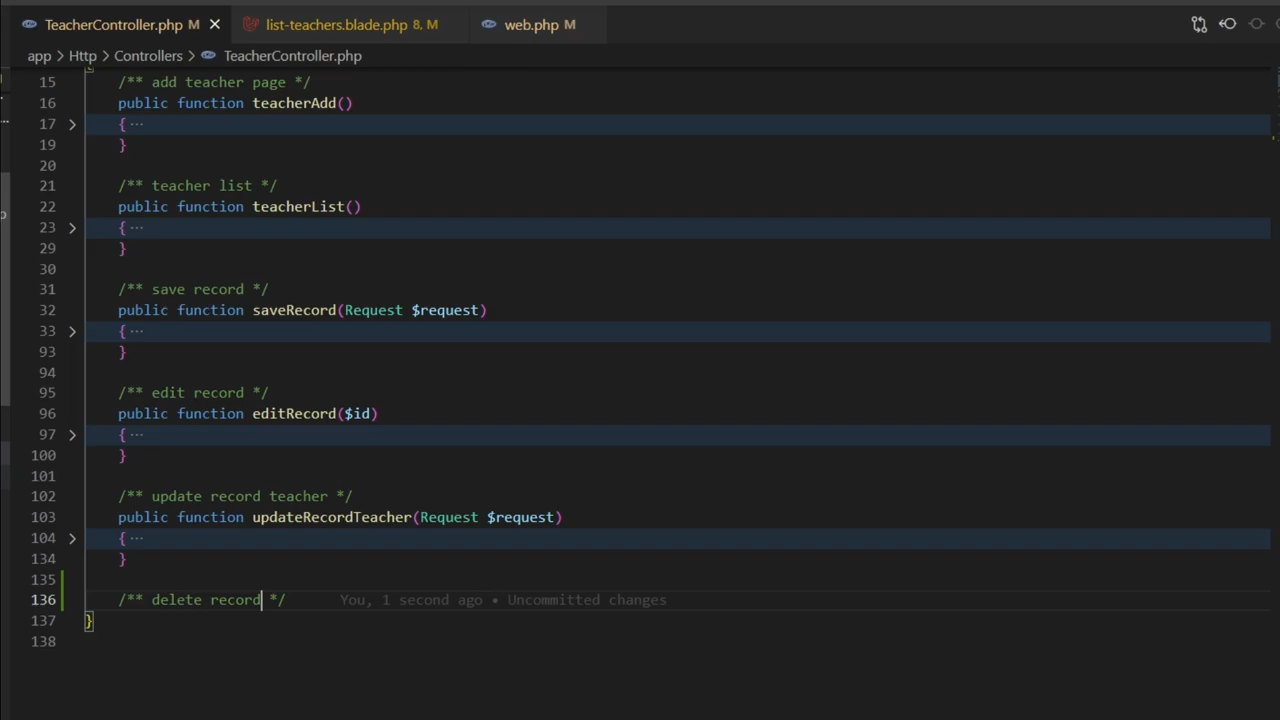 TeacherController.php M
list-teachers.blade.php 8, M
web.php M
app > Http > Controllers > TeacherController.php
15 /** add teacher page */
16 public function teacherAdd()
17 { ...
19 }
20
21 /** teacher list */
22 public function teacherList()
23 { ...
29 }
30
31 /** save record */
32 public function saveRecord(Request $request)
33 { ...
93 }
94
95 /** edit record */
96 public function editRecord($id)
97 { ...
100 }
101
102 /** update record teacher */
103 public function updateRecordTeacher(Request $request)
104 { ...
134 }
135
136 /** delete record */ You, 1 second ago • Uncommitted changes
137 }
138